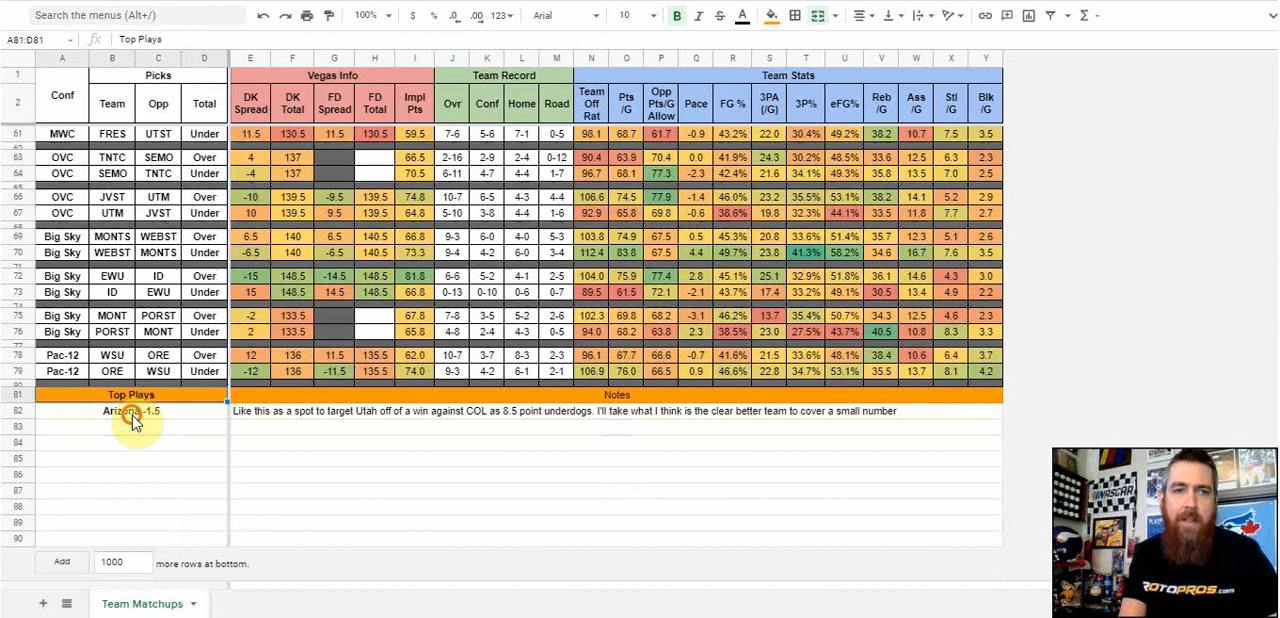 Search the menus (Alt+/)
100% $ % .0 .00 123 Arial 10 B I S A
A81:D81 fx Top Plays
A B C D E F G H I J K L M N O P Q R S T U V W X Y
1 Conf Picks Vegas Info Team Record Team Stats
2 Team Opp Total DK Spread DK Total FD Spread FD Total Impl Pts Ovr Conf Home Road Team Off Rat Pts /G Opp Pts/G Allow Pace FG % 3PA (/G) 3P% eFG% Reb /G Ass /G Stl /G Blk /G
61 MWC FRES UTST Under 11.5 130.5 11.5 130.5 59.5 7-6 5-6 7-1 0-5 98.1 68.7 61.7 -0.9 43.2% 22.0 30.4% 49.2% 38.2 10.7 7.5 3.5
62
63 OVC TNTC SEMO Over 4 137 66.5 2-16 2-9 2-4 0-12 90.4 63.9 70.4 0.0 41.9% 24.3 30.2% 48.5% 33.6 12.5 6.3 2.3
64 OVC SEMO TNTC Under -4 137 70.5 6-11 4-7 4-4 1-7 96.7 68.1 77.3 -2.3 42.4% 21.6 34.1% 49.3% 35.8 13.5 7.0 2.5
65
66 OVC JVST UTM Over -10 139.5 -9.5 139.5 74.8 10-7 6-5 4-3 4-4 106.6 74.5 77.9 -1.4 46.0% 23.2 35.5% 53.1% 38.2 14.1 5.2 2.9
67 OVC UTM JVST Under 10 139.5 9.5 139.5 64.8 5-10 3-8 4-4 1-6 92.9 65.8 69.8 -0.6 38.6% 19.8 32.3% 44.1% 33.5 11.8 7.7 2.7
68
69 Big Sky MONTS WEBST Over 6.5 140 6.5 140.5 66.8 9-3 6-0 4-0 5-3 103.8 74.9 67.5 0.5 45.3% 20.8 33.6% 51.4% 35.7 12.3 5.1 2.6
70 Big Sky WEBST MONTS Under -6.5 140 -6.5 140.5 73.3 9-4 4-2 6-0 3-4 112.4 83.8 67.5 4.4 49.7% 23.8 41.3% 58.2% 34.6 16.7 7.6 3.5
72 Big Sky EWU ID Over -15 148.5 -14.5 148.5 81.8 6-6 5-2 4-1 2-5 104.0 75.9 77.4 2.8 45.1% 25.1 32.9% 51.8% 36.1 14.6 4.3 3.0
73 Big Sky ID EWU Under 15 148.5 14.5 148.5 66.8 0-13 0-10 0-6 0-7 89.5 61.5 72.1 -2.1 43.7% 17.4 33.2% 49.1% 30.5 13.4 4.9 2.2
74
75 Big Sky MONT PORST Over -2 133.5 67.8 7-8 3-5 5-2 2-6 102.3 69.8 68.2 -3.1 46.2% 13.7 35.4% 50.7% 34.3 12.5 4.6 2.3
76 Big Sky PORST MONT Under 2 133.5 65.8 4-8 2-4 4-3 0-5 94.0 68.2 63.8 2.3 38.5% 23.0 27.5% 43.7% 40.5 10.8 8.3 3.3
77
78 Pac-12 WSU ORE Over 12 136 11.5 135.5 62.0 10-7 3-7 8-3 2-3 96.1 67.7 66.6 -0.7 41.6% 21.5 33.6% 48.1% 38.4 10.6 6.4 3.7
79 Pac-12 ORE WSU Under -12 136 -11.5 135.5 74.0 9-3 4-2 6-1 2-1 106.9 76.0 66.5 0.9 46.6% 22.8 34.7% 53.1% 35.5 13.7 8.1 4.2
80
81 Top Plays Notes
82 Arizona -1.5 Like this as a spot to target Utah off of a win against COL as 8.5 point underdogs. I'll take what I think is the clear better team to cover a small number
83
84
85
86
87
88
89
90
Add 1000 more rows at bottom.
Team Matchups
NASCAR
ROTOPROS.COM